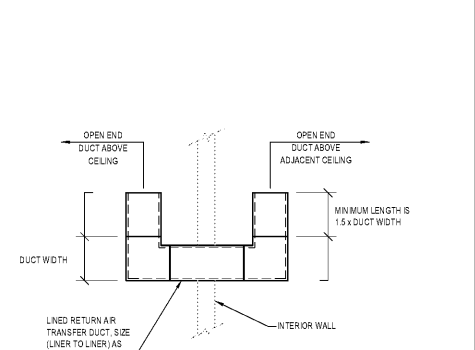 OPEN END
DUCT ABOVE
CEILING
OPEN END
DUCT ABOVE
ADJACENT CEILING
MINIMUM LENGTH IS
1.5 x DUCT WIDTH
DUCT WIDTH
LINED RETURN AIR
TRANSFER DUCT, SIZE
(LINER TO LINER) AS
INTERIOR WALL